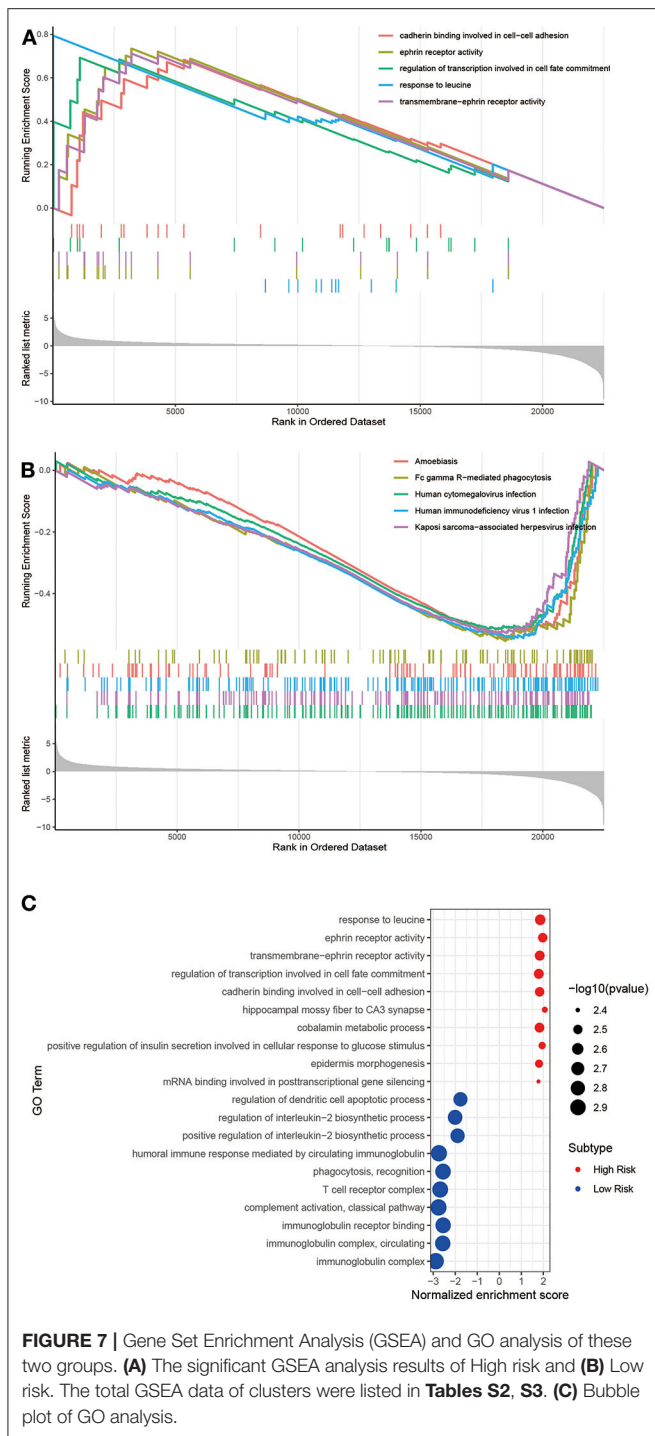 A
cadherin binding involved in cell-cell adhesion
ephrin receptor activity
regulation of transcription involved in cell fate commitment
response to leucine
transmembrane-ephrin receptor activity
Running Enrichment Score
0.8
0.6
0.4
0.2
0.0
Ranked list metric
5
0
-5
-10
5000
10000
15000
20000
Rank in Ordered Dataset
B
Amoebiasis
Fc gamma R-mediated phagocytosis
Human cytomegalovirus infection
Human immunodeficiency virus 1 infection
Kaposi sarcoma-associated herpesvirus infection
Running Enrichment Score
0.0
-0.2
-0.4
Ranked list metric
5
0
-5
-10
5000
10000
15000
20000
Rank in Ordered Dataset
C
GO Term
response to leucine
ephrin receptor activity
transmembrane-ephrin receptor activity
regulation of transcription involved in cell fate commitment
cadherin binding involved in cell-cell adhesion
hippocampal mossy fiber to CA3 synapse
cobalamin metabolic process
positive regulation of insulin secretion involved in cellular response to glucose stimulus
epidermis morphogenesis
mRNA binding involved in posttranscriptional gene silencing
regulation of dendritic cell apoptotic process
regulation of interleukin-2 biosynthetic process
positive regulation of interleukin-2 biosynthetic process
humoral immune response mediated by circulating immunoglobulin
phagocytosis, recognition
T cell receptor complex
complement activation, classical pathway
immunoglobulin receptor binding
immunoglobulin complex, circulating
immunoglobulin complex
-3 -2 -1 0 1 2
Normalized enrichment score
-log10(pvalue)
2.4
2.5
2.6
2.7
2.8
2.9
Subtype
High Risk
Low Risk
FIGURE 7 | Gene Set Enrichment Analysis (GSEA) and GO analysis of these
two groups. (A) The significant GSEA analysis results of High risk and (B) Low
risk. The total GSEA data of clusters were listed in Tables S2, S3. (C) Bubble
plot of GO analysis.